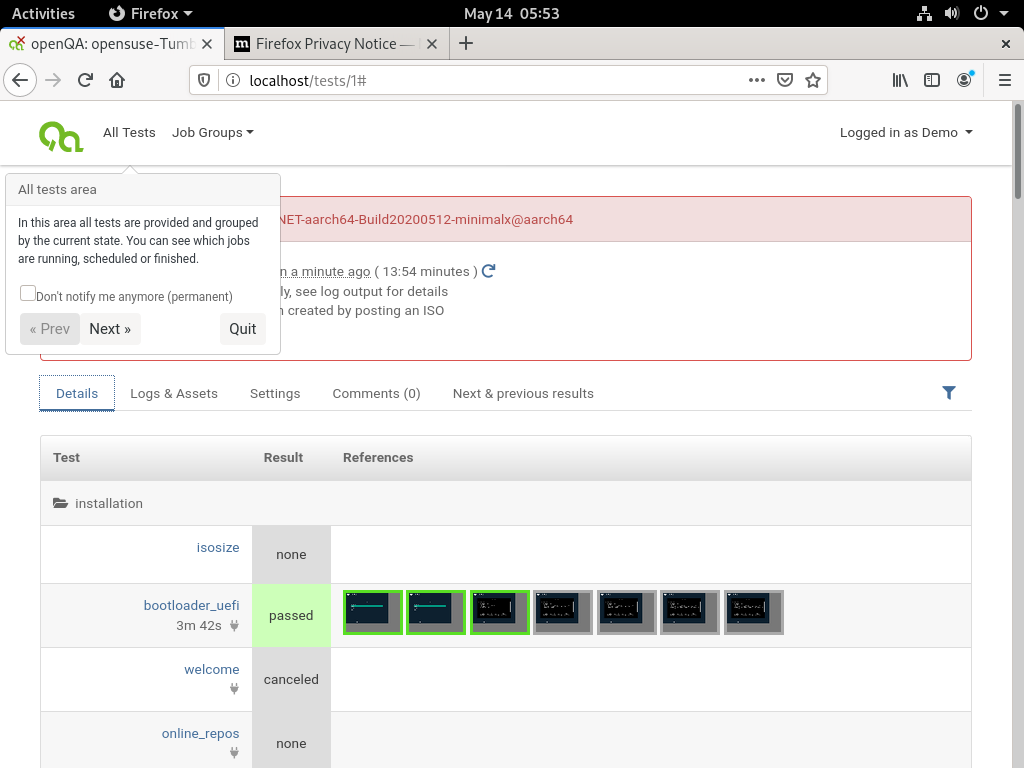 Activities
Firefox
May 14 05:53
openQA: opensuse-Tumb
Firefox Privacy Notice —
localhost/tests/1#
All Tests
Job Groups
Logged in as Demo
All tests area
In this area all tests are provided and grouped
by the current state. You can see which jobs
are running, scheduled or finished.
Don't notify me anymore (permanent)
« Prev
Next »
Quit
NET-aarch64-Build20200512-minimalx@aarch64
a minute ago ( 13:54 minutes )
see log output for details
created by posting an ISO
Details
Logs & Assets
Settings
Comments (0)
Next & previous results
Test
Result
References
installation
isosize
none
bootloader_uefi
3m 42s
passed
welcome
canceled
online_repos
none